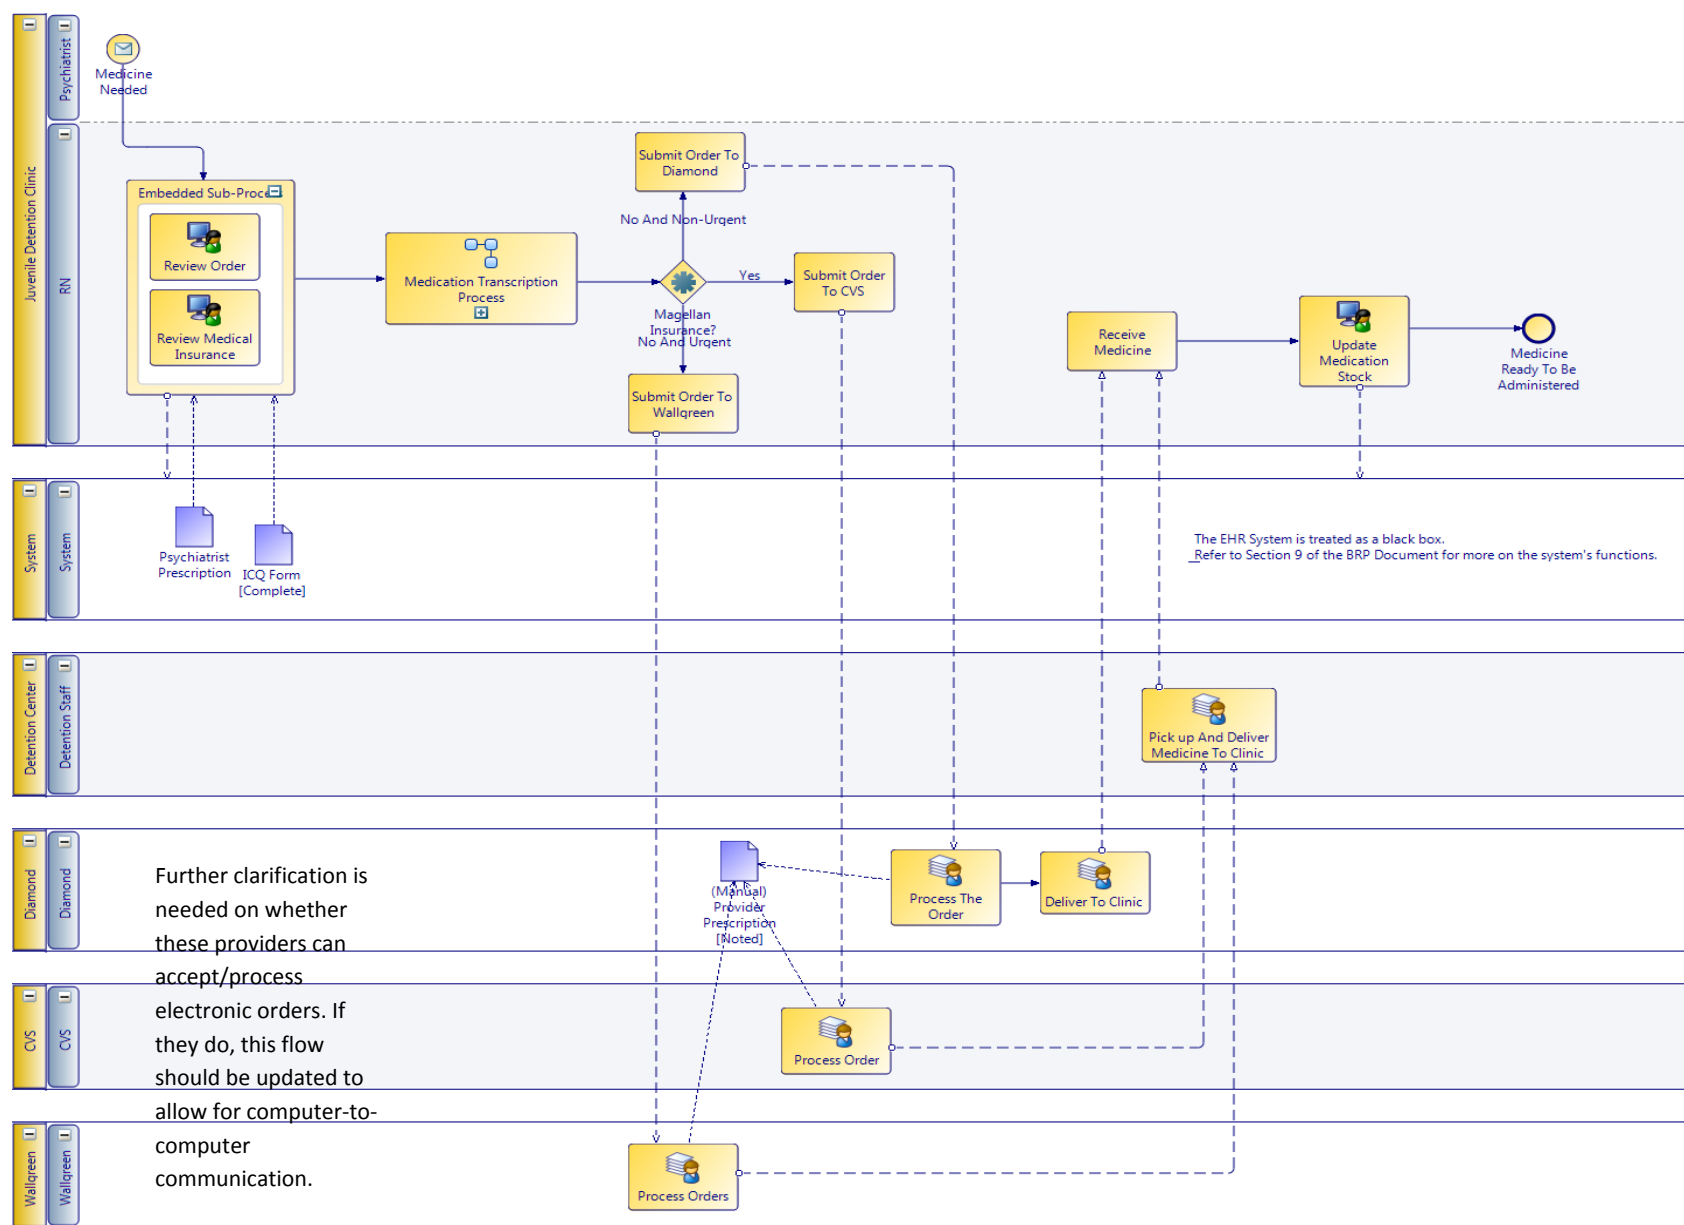 Juvenile Detention Clinic
Psychiatrist
Medicine
Needed
RN
Embedded Sub-Proce
Review Order
Review Medical
Insurance
Medication Transcription
Process
Submit Order To
Diamond
No And Non-Urgent
Yes
Submit Order
To CVS
Magellan
Insurance?
No And Urgent
Submit Order To
Wallgreen
Receive
Medicine
Update
Medication
Stock
Medicine
Ready To Be
Administered
System
System
Psychiatrist
Prescription
ICQ Form
[Complete]
The EHR System is treated as a black box.
Refer to Section 9 of the BRP Document for more on the system's functions.
Detention Center
Detention Staff
Pick up And Deliver
Medicine To Clinic
Diamond
Diamond
(Manual)
Provider
Prescription
[Noted]
Process The
Order
Deliver To Clinic
Further clarification is
needed on whether
these providers can
accept/process
electronic orders. If
they do, this flow
should be updated to
allow for computer-to-
computer
communication.
CVS
CVS
Process Order
Wallgreen
Wallgreen
Process Orders